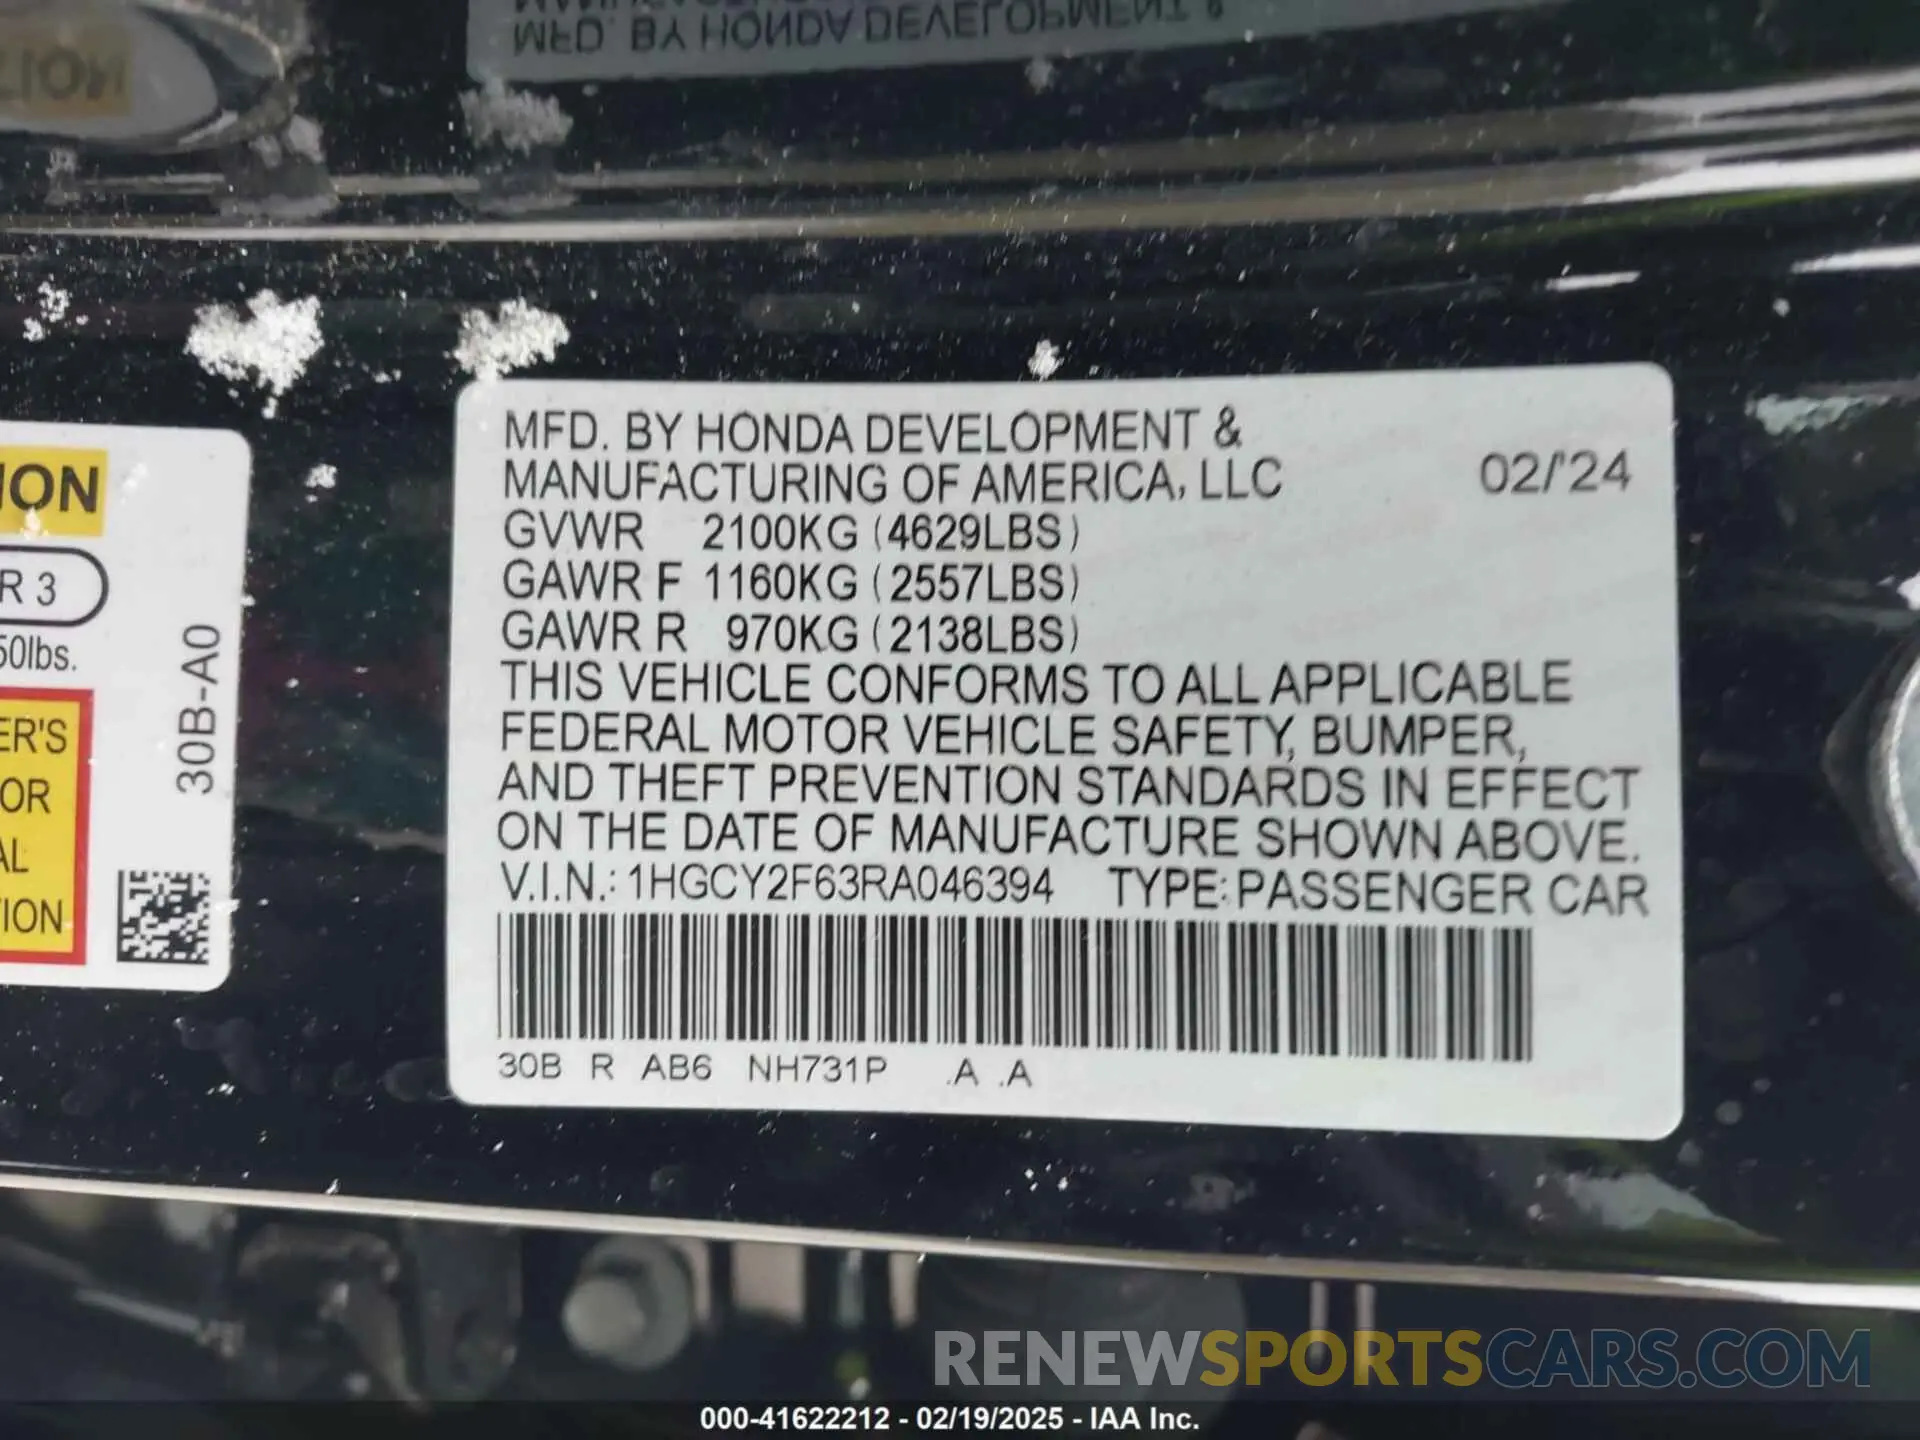 MFD. BY HONDA DEVELOPMENT &
MFD. BY HONDA DEVELOPMENT &
MANUFACTURING OF AMERICA, LLC 02/'24
GVWR 2100KG (4629LBS)
GAWR F 1160KG (2557LBS)
GAWR R 970KG (2138LBS)
THIS VEHICLE CONFORMS TO ALL APPLICABLE
FEDERAL MOTOR VEHICLE SAFETY, BUMPER,
AND THEFT PREVENTION STANDARDS IN EFFECT
ON THE DATE OF MANUFACTURE SHOWN ABOVE.
V.I.N.: 1HGCY2F63RA046394 TYPE: PASSENGER CAR
30B R AB6 NH731P .A .A
ION
R 3
50lbs.
ER'S
OR
AL
TION
30B-A0
RENEWSPORTSCARS.COM
000-41622212 - 02/19/2025 - IAA Inc.